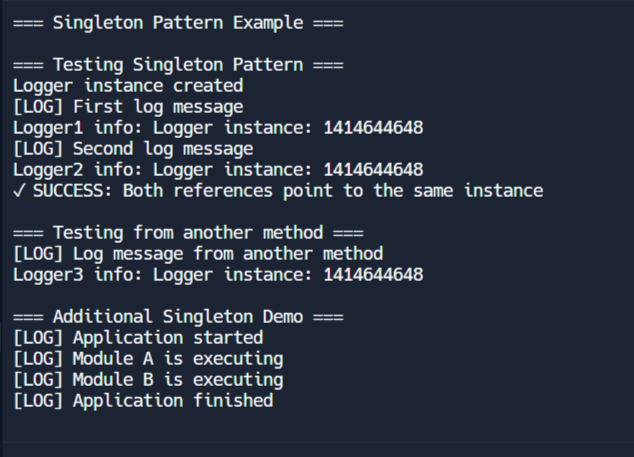 === Singleton Pattern Example ===
=== Testing Singleton Pattern ===
Logger instance created
[LOG] First log message
Logger1 info: Logger instance: 1414644648
[LOG] Second log message
Logger2 info: Logger instance: 1414644648
✓ SUCCESS: Both references point to the same instance
=== Testing from another method ===
[LOG] Log message from another method
Logger3 info: Logger instance: 1414644648
=== Additional Singleton Demo ===
[LOG] Application started
[LOG] Module A is executing
[LOG] Module B is executing
[LOG] Application finished